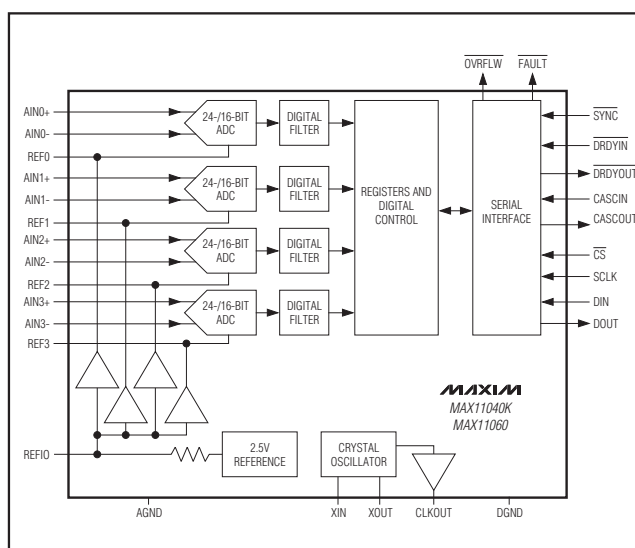 OVRFLW FAULT
AIN0+
AIN0-
REF0
AIN1+
AIN1-
REF1
AIN2+
AIN2-
REF2
AIN3+
AIN3-
REF3
REFIO
24-/16-BIT
ADC
DIGITAL
FILTER
24-/16-BIT
ADC
DIGITAL
FILTER
24-/16-BIT
ADC
DIGITAL
FILTER
24-/16-BIT
ADC
DIGITAL
FILTER
REGISTERS AND
DIGITAL
CONTROL
SERIAL
INTERFACE
SYNC
DRDYIN
DRDYOUT
CASCIN
CASCOUT
CS
SCLK
DIN
DOUT
MAXIM
MAX11040K
MAX11060
2.5V
REFERENCE
CRYSTAL
OSCILLATOR
AGND XIN XOUT CLKOUT DGND